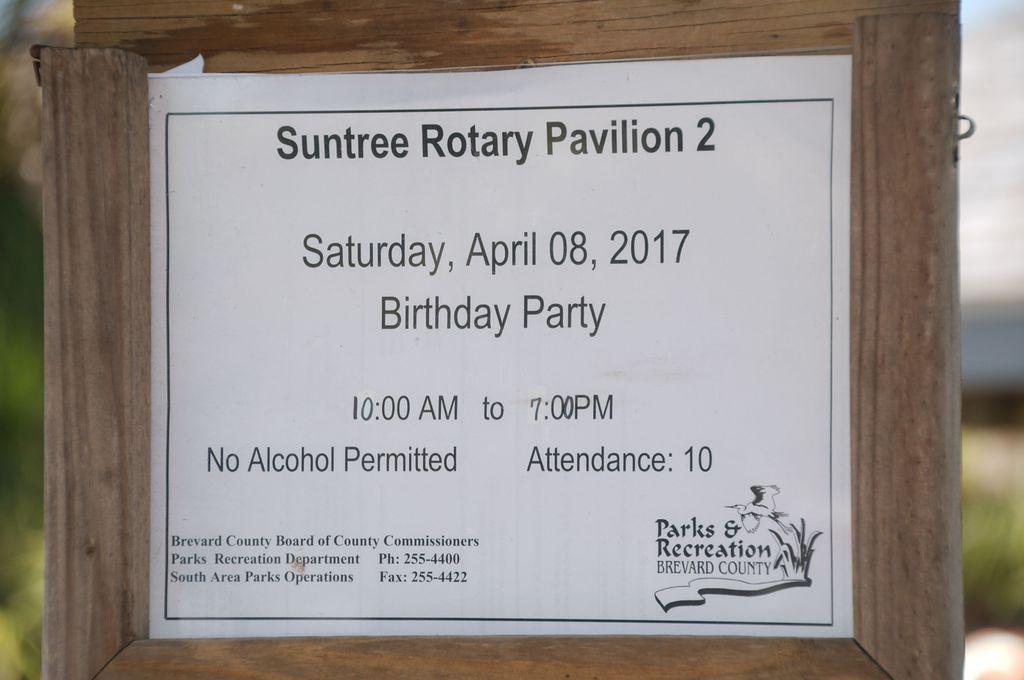 Suntree Rotary Pavilion 2
Saturday, April 08, 2017
Birthday Party
10:00 AM to 7:00PM
No Alcohol Permitted Attendance: 10
Brevard County Board of County Commissioners
Parks Recreation Department Ph: 255-4400
South Area Parks Operations Fax: 255-4422
Parks &
Recreation
BREVARD COUNTY